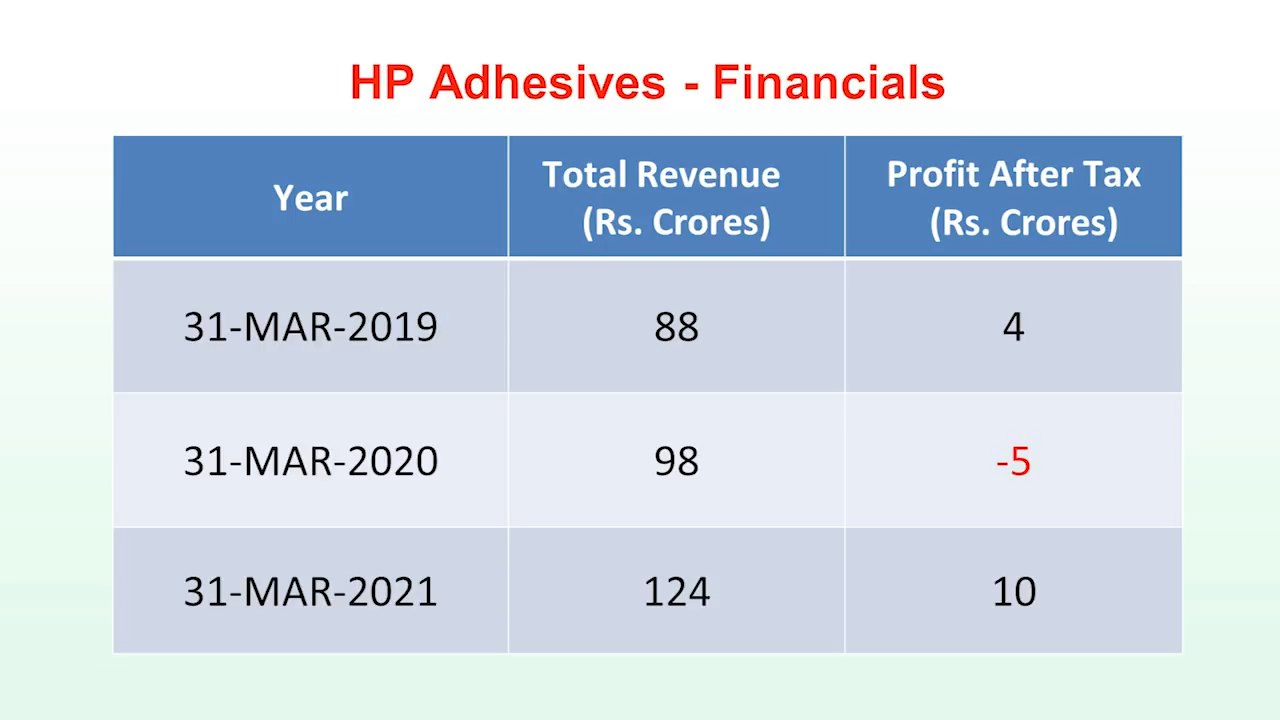 HP Adhesives - Financials
Year
Total Revenue
(Rs. Crores)
Profit After Tax
(Rs. Crores)
31-MAR-2019 88 4
31-MAR-2020 98 -5
31-MAR-2021 124 10